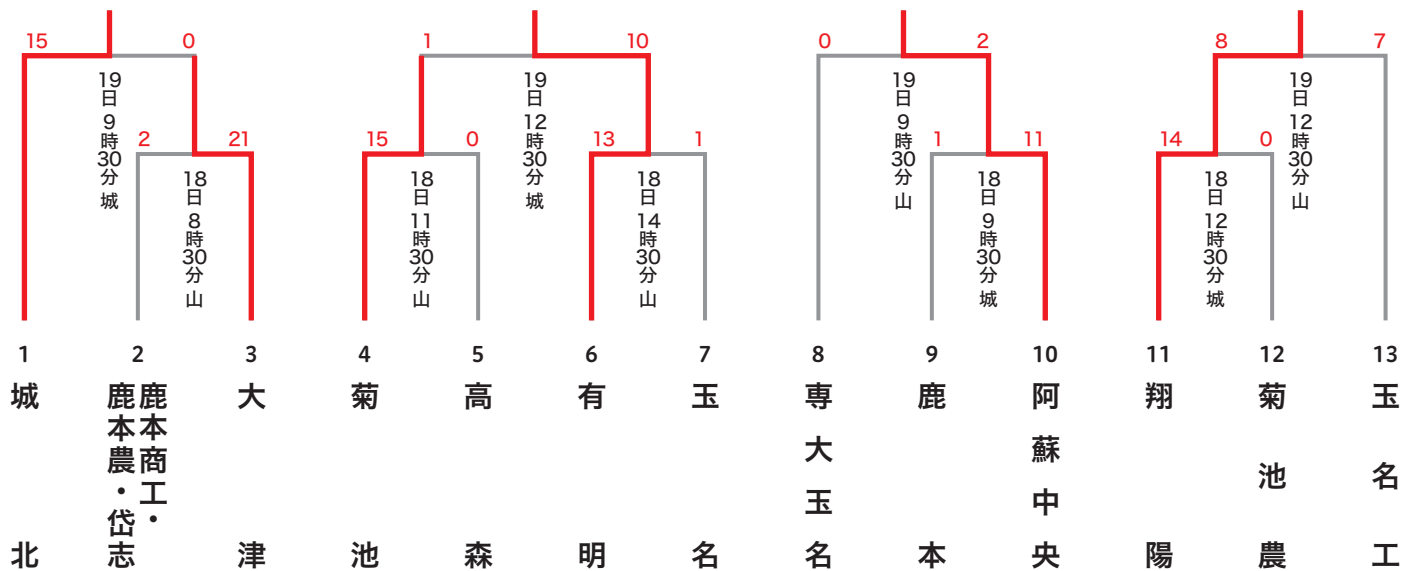 15 0
1 10
0 2
8 7
19日 9時30分 城
19日 12時30分 城
19日 9時30分 山
19日 12時30分 山
2 21
15 0
13 1
1 11
14 0
18日 8時30分 山
18日 11時30分 山
18日 14時30分 山
18日 9時30分 城
18日 12時30分 城
1
城北
2
鹿本商工・
鹿本農・岱志
3
大津
4
菊池
5
高森
6
有明
7
玉名
8
専大玉名
9
鹿本
10
阿蘇中央
11
翔陽
12
菊池農
13
玉名工